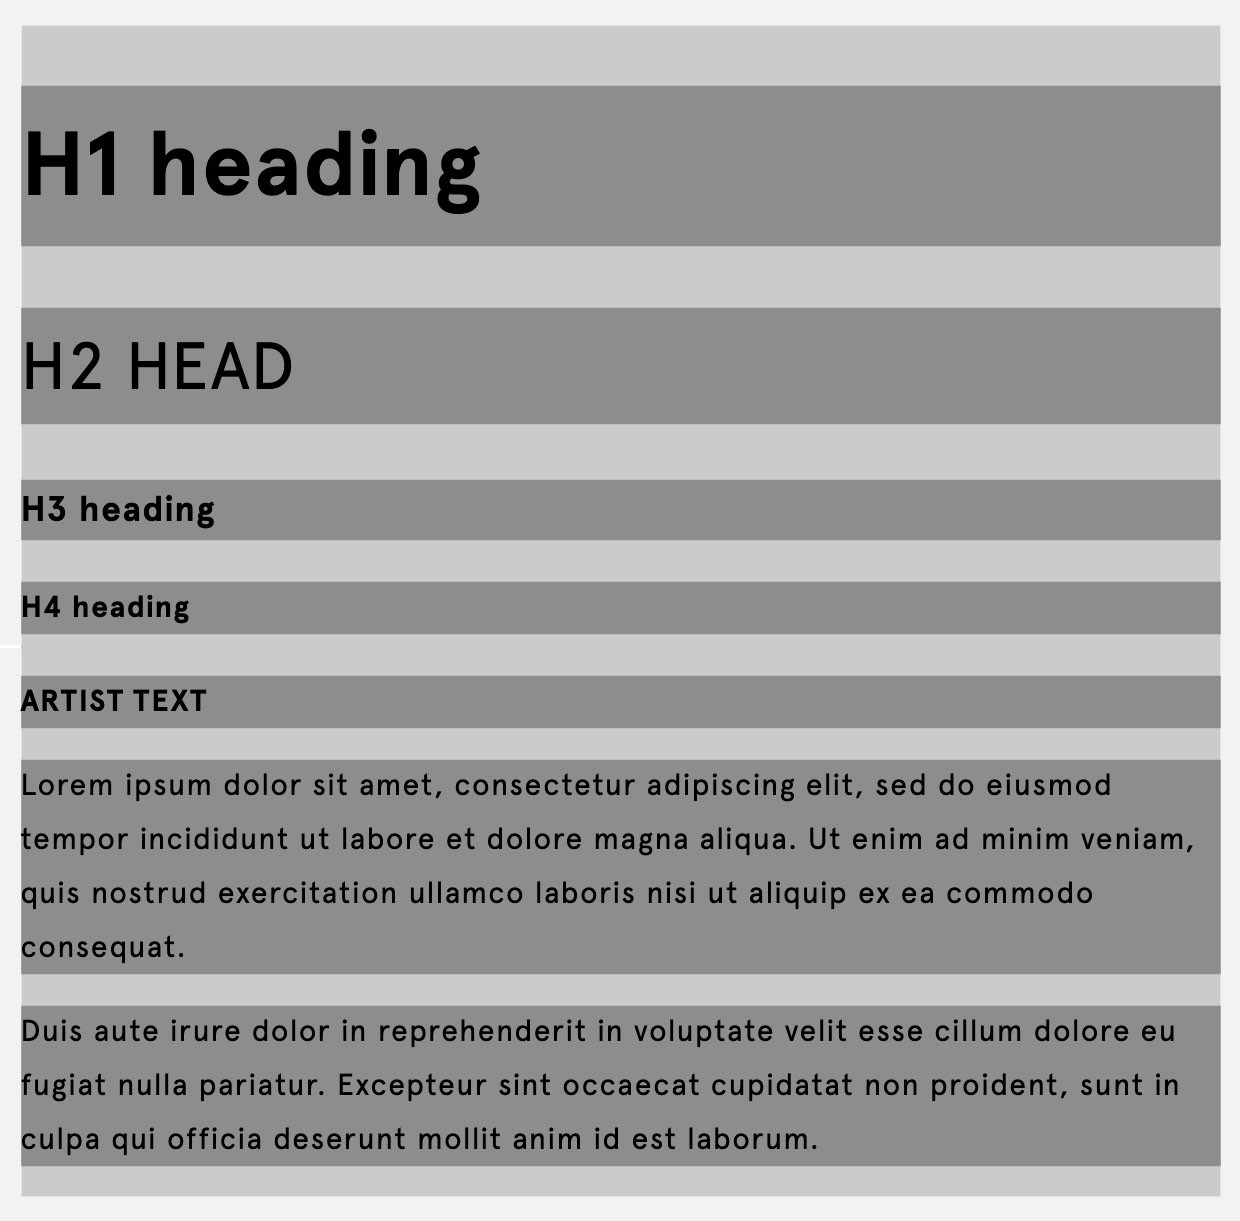 H1 heading
H2 HEAD
H3 heading
H4 heading
ARTIST TEXT
Lorem ipsum dolor sit amet, consectetur adipiscing elit, sed do eiusmod
tempor incididunt ut labore et dolore magna aliqua. Ut enim ad minim veniam,
quis nostrud exercitation ullamco laboris nisi ut aliquip ex ea commodo
consequat.
Duis aute irure dolor in reprehenderit in voluptate velit esse cillum dolore eu
fugiat nulla pariatur. Excepteur sint occaecat cupidatat non proident, sunt in
culpa qui officia deserunt mollit anim id est laborum.